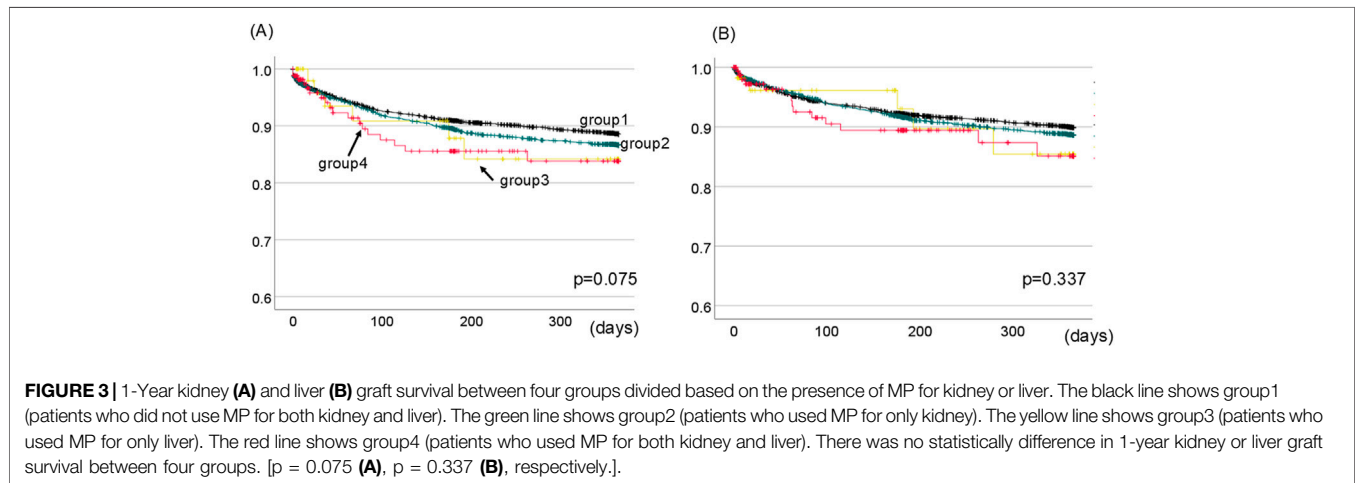 (A)
1.0
0.9
0.8
0.7
0.6
group1
group2
group4
group3
p=0.075
0 100 200 300 (days)
(B)
1.0
0.9
0.8
0.7
0.6
p=0.337
0 100 200 300 (days)
FIGURE 3 | 1-Year kidney (A) and liver (B) graft survival between four groups divided based on the presence of MP for kidney or liver. The black line shows group1
(patients who did not use MP for both kidney and liver). The green line shows group2 (patients who used MP for only kidney). The yellow line shows group3 (patients who
used MP for only liver). The red line shows group4 (patients who used MP for both kidney and liver). There was no statistically difference in 1-year kidney or liver graft
survival between four groups. [p = 0.075 (A), p = 0.337 (B), respectively.].